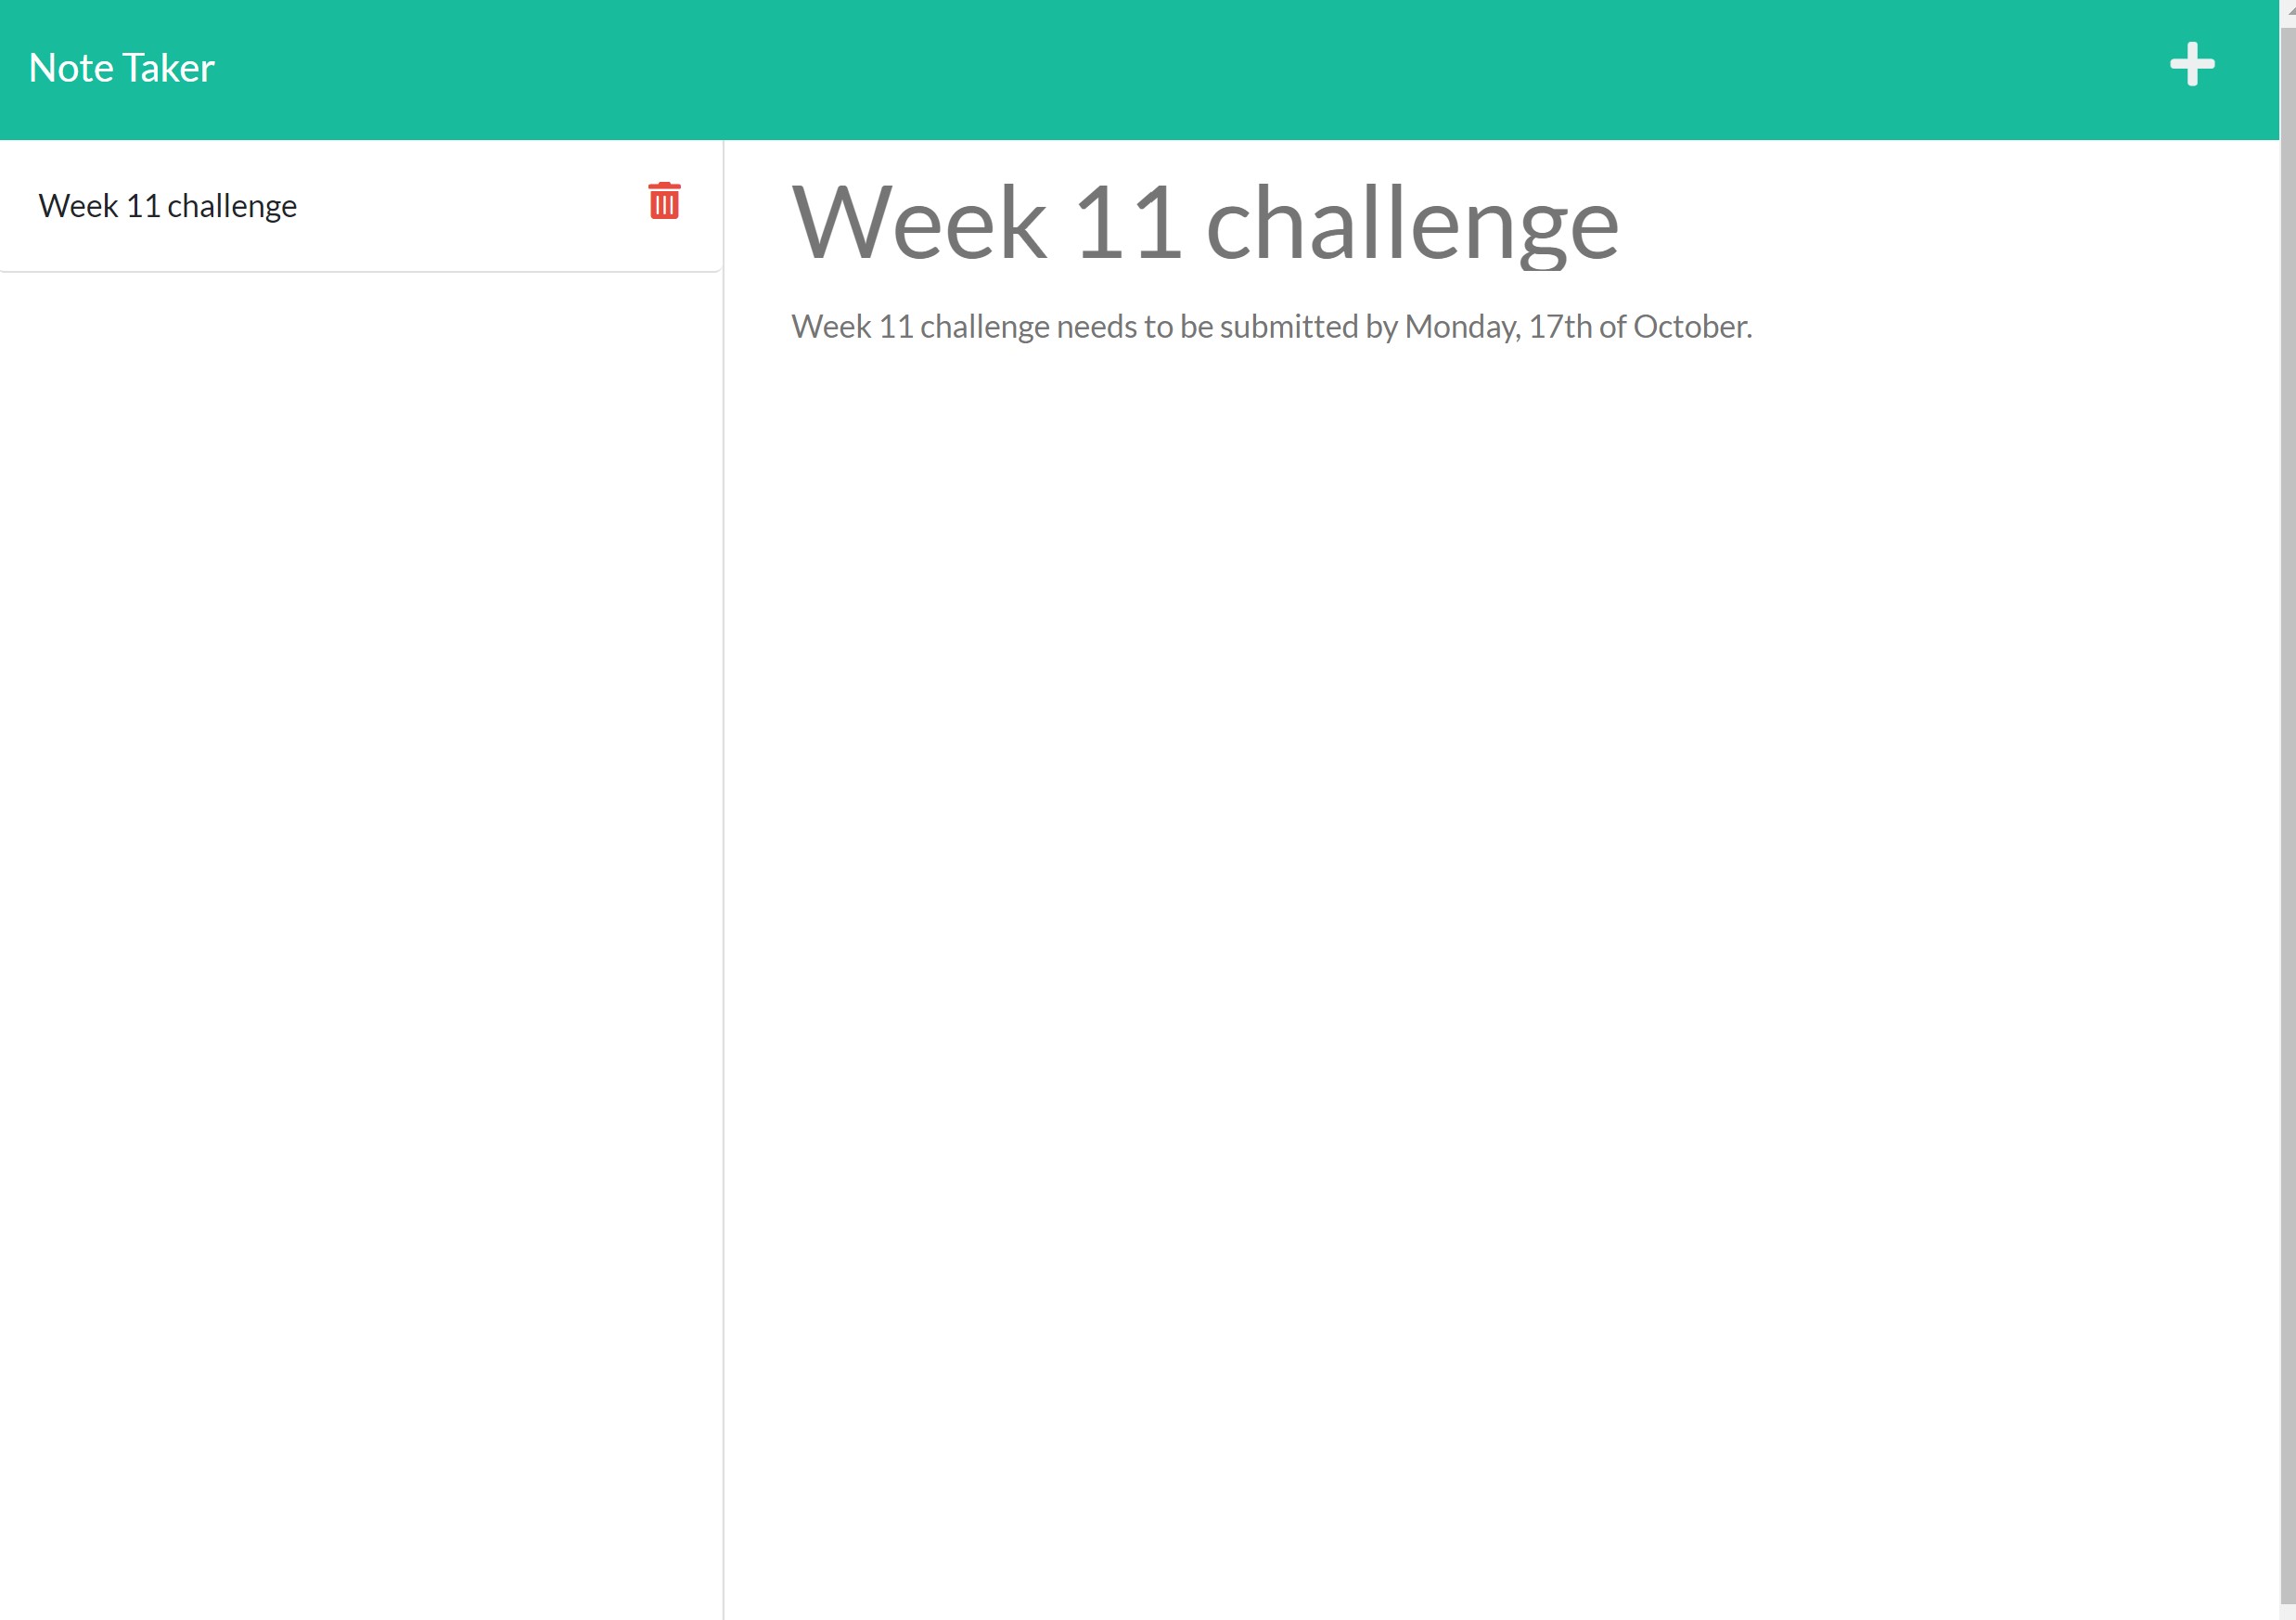 Note Taker
Week 11 challenge
Week 11 challenge
Week 11 challenge needs to be submitted by Monday, 17th of October.